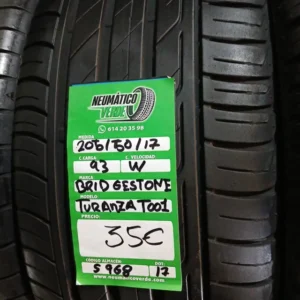 NEUMÁTICO
VERDE
614 20 35 98
MEDIDA
205/50/17
C.CARGA C. VELOCIDAD
93 W
MARCA
BRIDGESTONE
MODELO
TURANZA T001
PRECIO:
35€
CÓDIGO ALMACÉN: DOT:
5968 17
www.neumaticoverde.com